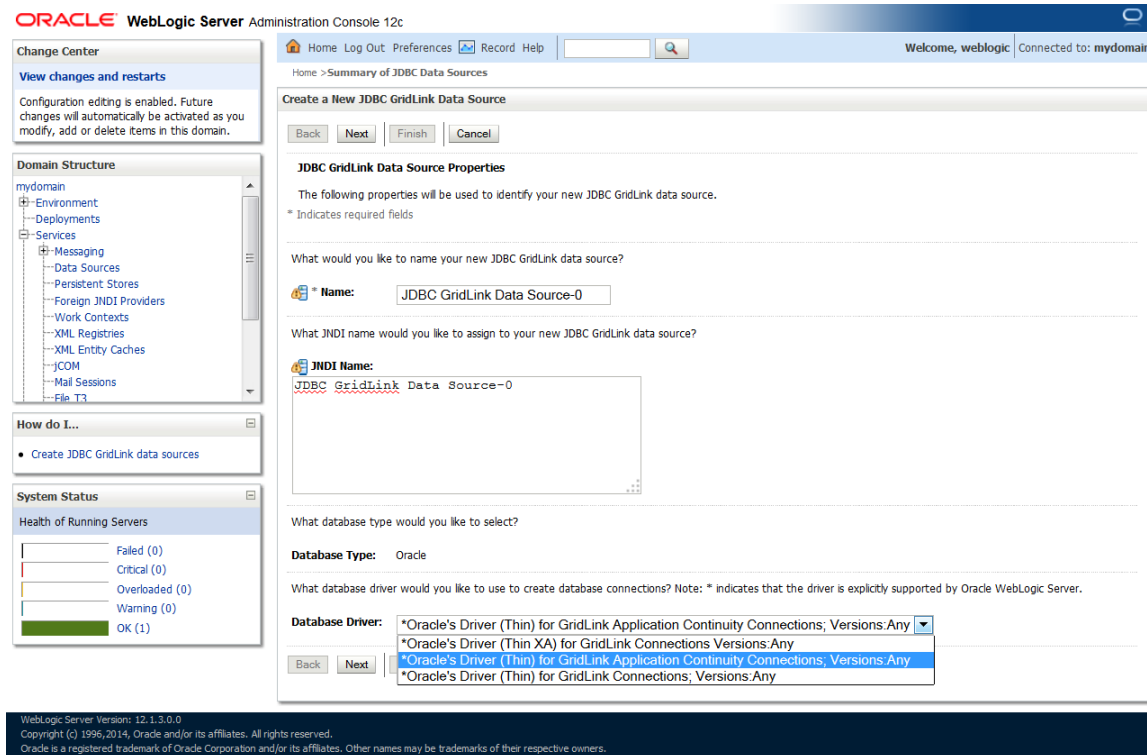 ORACLE WebLogic Server Administration Console 12c
Change Center
View changes and restarts
Configuration editing is enabled. Future
changes will automatically be activated as you
modify, add or delete items in this domain.
Domain Structure
mydomain
Environment
Deployments
Services
Messaging
Data Sources
Persistent Stores
Foreign JNDI Providers
Work Contexts
XML Registries
XML Entity Caches
jCOM
Mail Sessions
File T3
How do I...
Create JDBC GridLink data sources
System Status
Health of Running Servers
Failed (0)
Critical (0)
Overloaded (0)
Warning (0)
OK (1)
Home Log Out Preferences Record Help
Welcome, weblogic Connected to: mydomain
Home >Summary of JDBC Data Sources
Create a New JDBC GridLink Data Source
Back Next Finish Cancel
JDBC GridLink Data Source Properties
The following properties will be used to identify your new JDBC GridLink data source.
* Indicates required fields
What would you like to name your new JDBC GridLink data source?
* Name: JDBC GridLink Data Source-0
What JNDI name would you like to assign to your new JDBC GridLink data source?
JNDI Name:
JDBC GridLink Data Source-0
What database type would you like to select?
Database Type: Oracle
What database driver would you like to use to create database connections? Note: * indicates that the driver is explicitly supported by Oracle WebLogic Server.
Database Driver: *Oracle's Driver (Thin) for GridLink Application Continuity Connections; Versions:Any
*Oracle's Driver (Thin XA) for GridLink Connections Versions:Any
*Oracle's Driver (Thin) for GridLink Application Continuity Connections; Versions:Any
*Oracle's Driver (Thin) for GridLink Connections; Versions:Any
Back Next
WebLogic Server Version: 12.1.3.0.0
Copyright (c) 1996,2014, Oracle and/or its affiliates. All rights reserved.
Oracle is a registered trademark of Oracle Corporation and/or its affiliates. Other names may be trademarks of their respective owners.